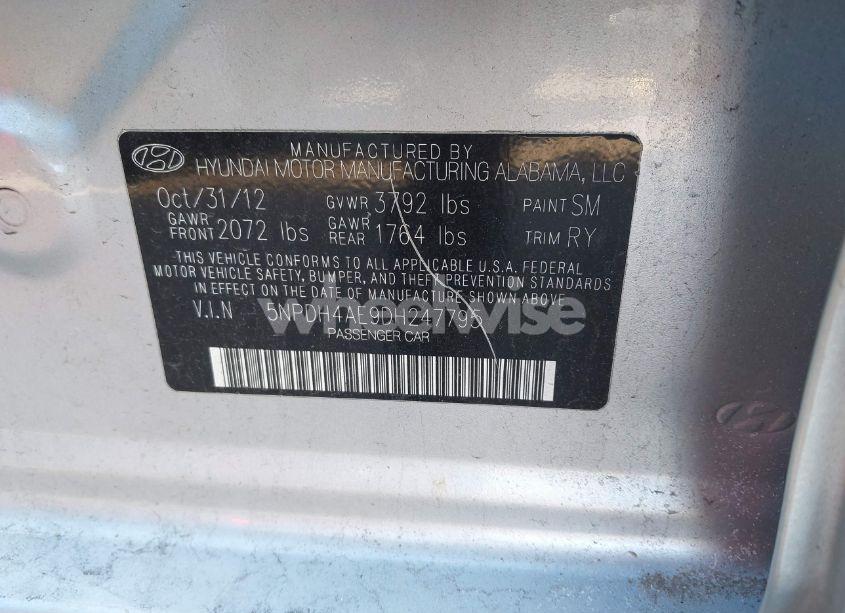 MANUFACTURED BY
HYUNDAI MOTOR MANUFACTURING ALABAMA, LLC
Oct/31/12 GVWR 3792 lbs PAINT SM
GAWR FRONT 2072 lbs GAWR REAR 1764 lbs TRIM RY
THIS VEHICLE CONFORMS TO ALL APPLICABLE U.S.A. FEDERAL
MOTOR VEHICLE SAFETY, BUMPER, AND THEFT PREVENTION STANDARDS
IN EFFECT ON THE DATE OF MANUFACTURE SHOWN ABOVE
V.I.N 5NPDH4AE9DH247795
wheelwise
PASSENGER CAR